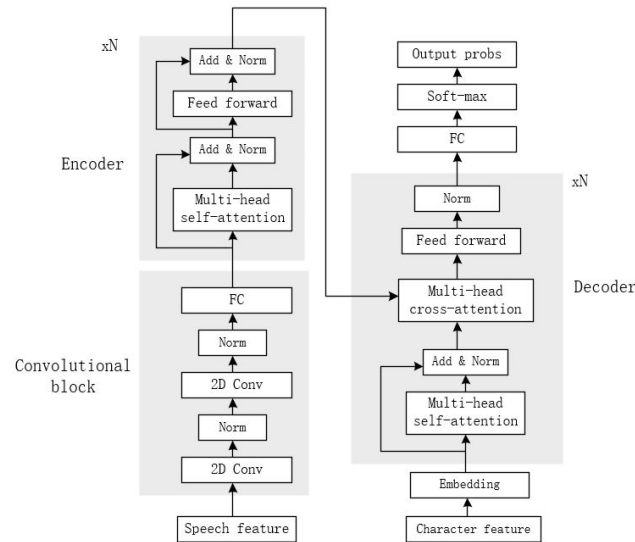 xN
Add & Norm
Feed forward
Add & Norm
Encoder
Multi-head
self-attention
FC
Norm
Convolutional
block
2D Conv
Norm
2D Conv
Speech feature
Output probs
Soft-max
FC
xN
Norm
Feed forward
Multi-head
cross-attention
Decoder
Add & Norm
Multi-head
self-attention
Embedding
Character feature